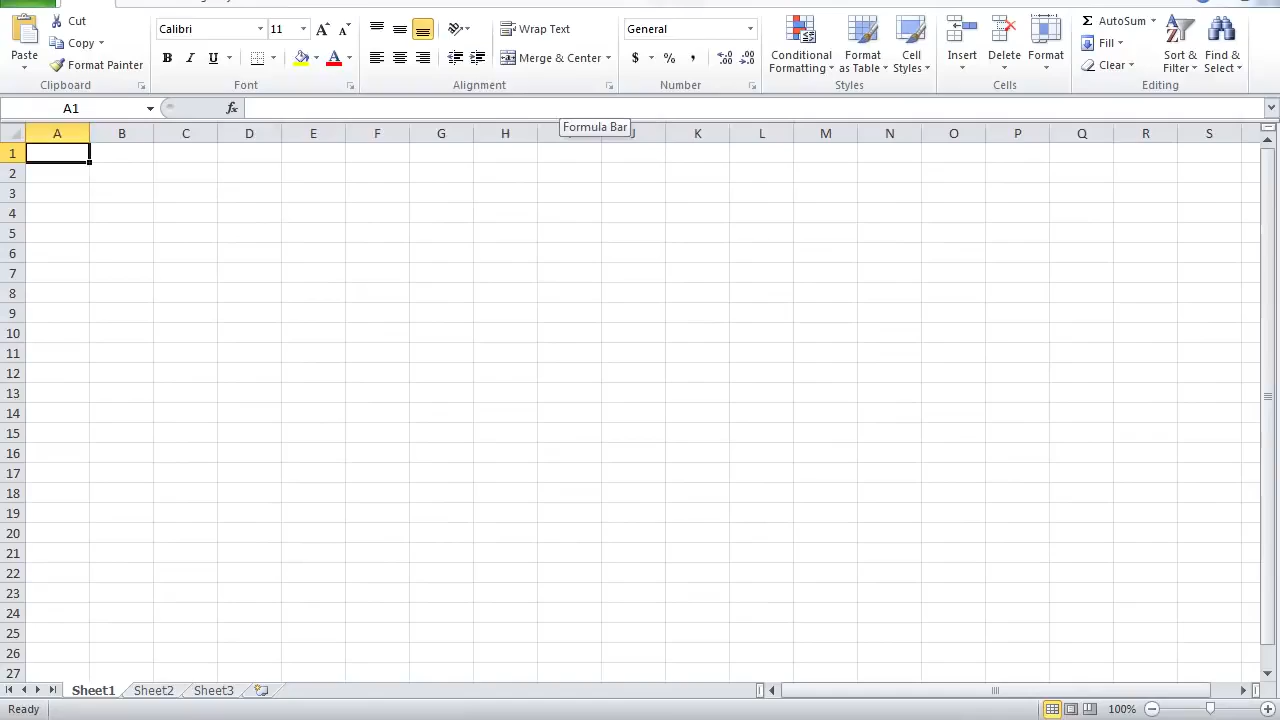 Cut
Copy
Format Painter
Paste
Clipboard
Calibri 11
B I U A
Font
Wrap Text
Merge & Center
Alignment
General
$ % ,
Number
Conditional Formatting
Format as Table
Cell Styles
Styles
Insert Delete Format
Cells
Σ AutoSum
Fill
Clear
Sort & Filter
Find & Select
Editing
A1 fx
Formula Bar
A B C D E F G H I J K L M N O P Q R S
1
2
3
4
5
6
7
8
9
10
11
12
13
14
15
16
17
18
19
20
21
22
23
24
25
26
27
Sheet1 Sheet2 Sheet3
Ready 100%